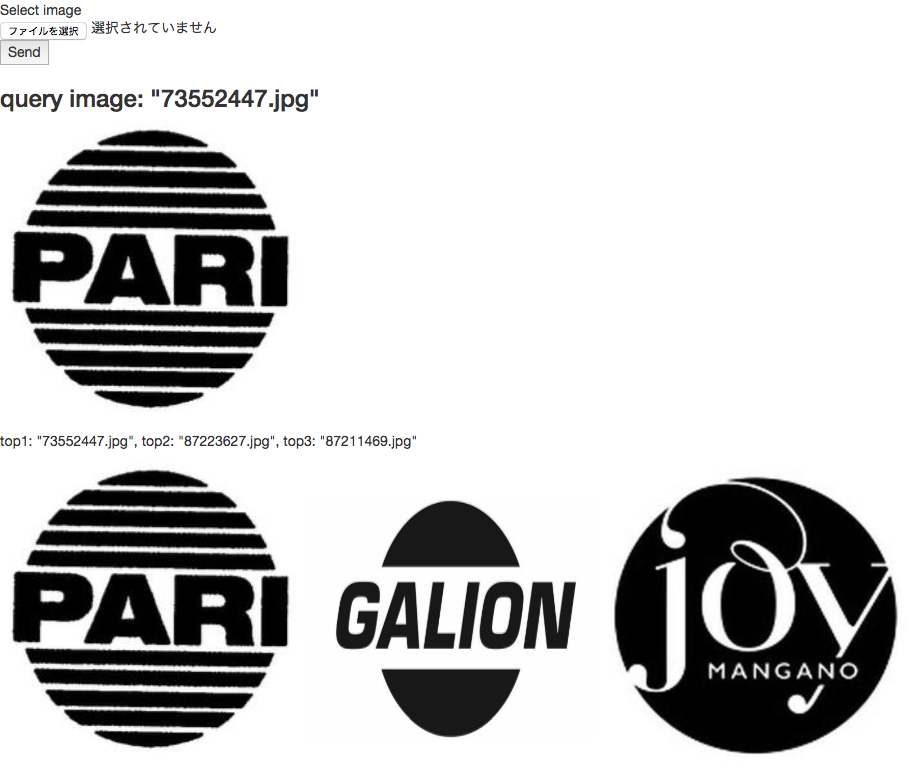 Select image
ファイルを選択 選択されていません
Send
query image: "73552447.jpg"
PARI
top1: "73552447.jpg", top2: "87223627.jpg", top3: "87211469.jpg"
PARI
GALION
joy
MANGANO